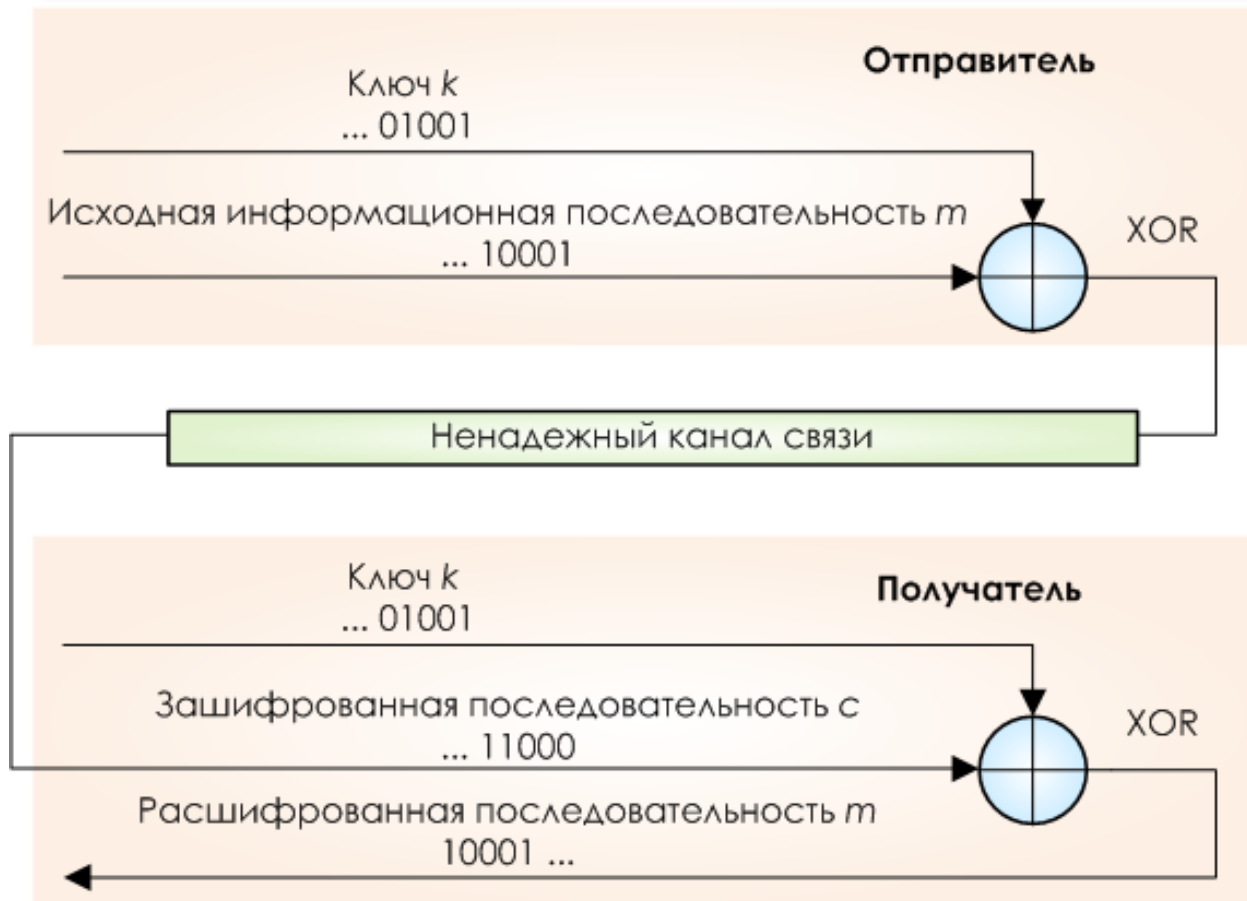 Отправитель
Ключ k
... 01001
Исходная информационная последовательность m
... 10001
XOR
Ненадежный канал связи
Получатель
Ключ k
... 01001
Зашифрованная последовательность c
... 11000
XOR
Расшифрованная последовательность m
10001 ...